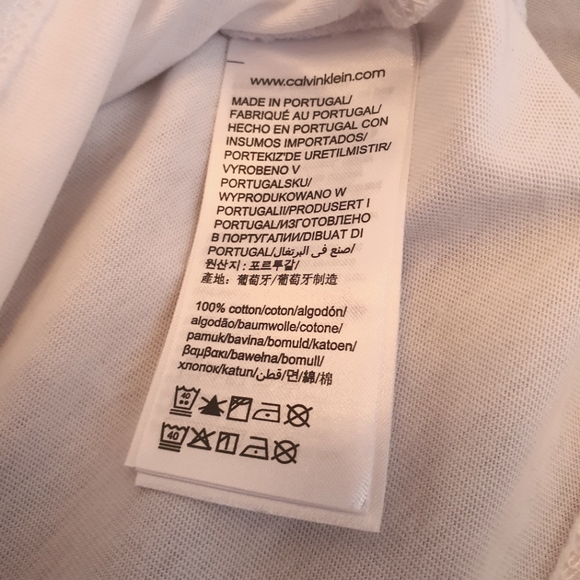 www.calvinklein.com
MADE IN PORTUGAL/
FABRIQUÉ AU PORTUGAL/
HECHO EN PORTUGAL CON
INSUMOS IMPORTADOS/
PORTEKIZ'DE URETILMISTIR/
VYROBENO V
PORTUGALSKU/
WYPRODUKOWANO W
PORTUGALII/PRODUSERT I
PORTUGAL/ИЗГОТОВЛЕНО
В ПОРТУГАЛИИ/DIBUAT DI
PORTUGAL/صنع في البرتغال/
원산지 : 포르투갈/
產地: 葡萄牙/葡萄牙制造
100% cotton/coton/algodón/
algodão/baumwolle/cotone/
pamuk/bavlna/bomuld/katoen/
βαμβακι/bawełna/bomull/
хлопок/katun/قطن/면/綿/棉
40
40